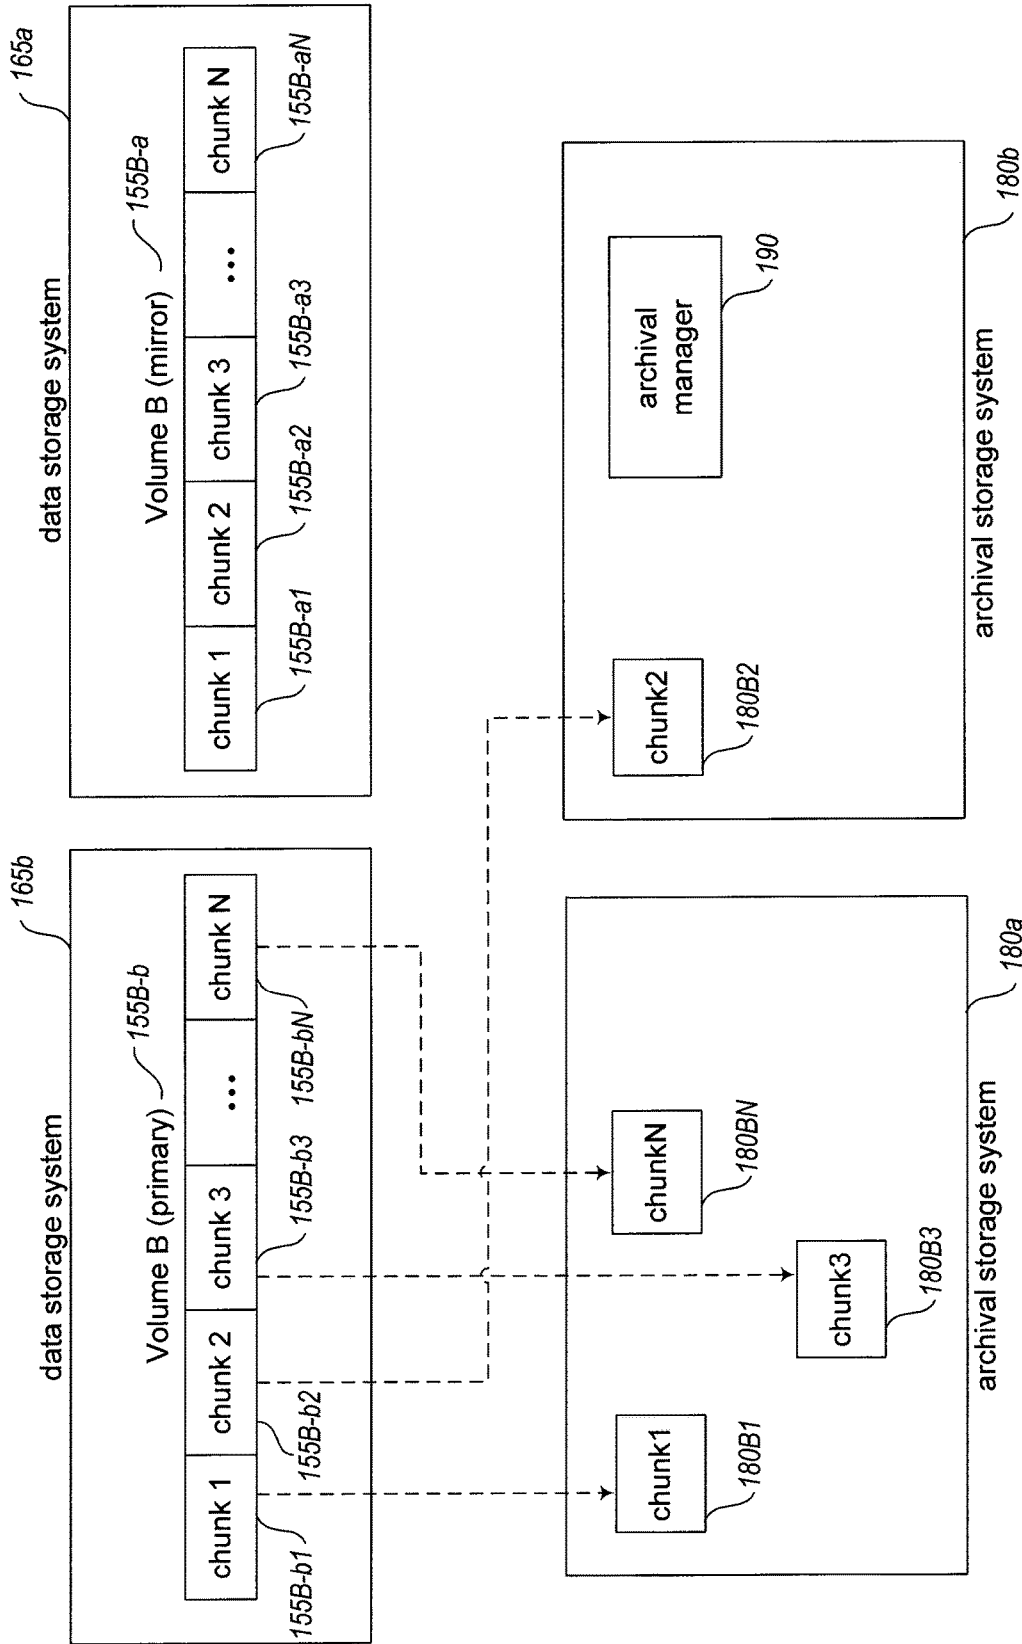 data storage system
165b
Volume B (primary)
155B-b
chunk 1
chunk 2
chunk 3
...
chunk N
155B-b1
155B-b2
155B-b3
155B-bN
data storage system
165a
Volume B (mirror)
155B-a
chunk 1
chunk 2
chunk 3
...
chunk N
155B-a1
155B-a2
155B-a3
155B-aN
chunk1
180B1
chunk3
180B3
chunkN
180BN
archival storage system
180a
chunk2
180B2
archival
manager
190
archival storage system
180b